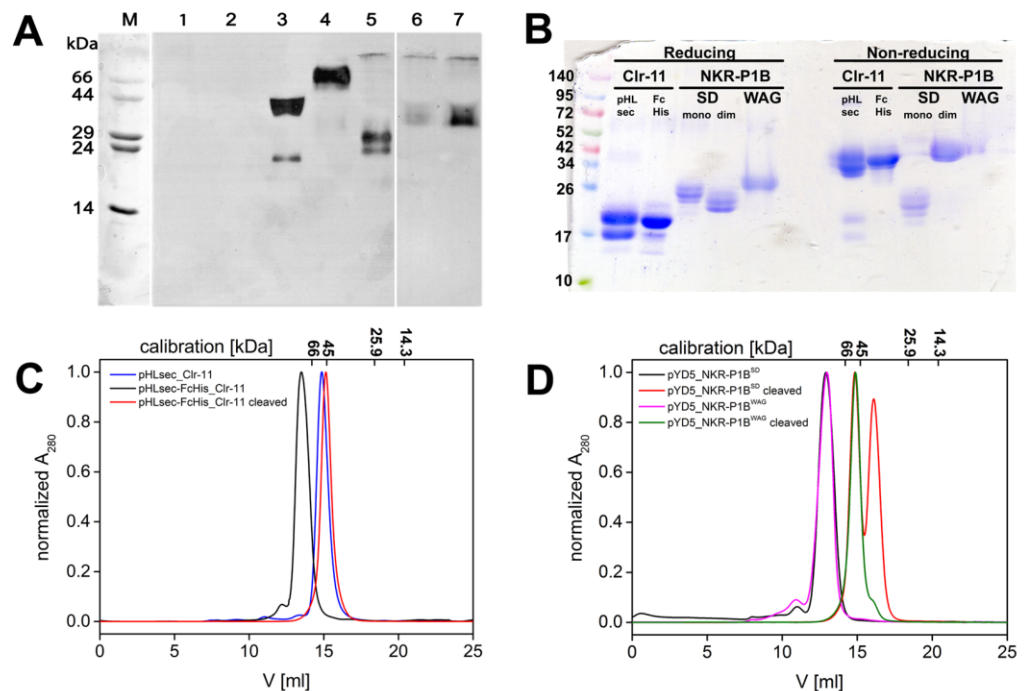 A
M 1 2 3 4 5 6 7
kDa
66
44
29
24
14
B
Reducing Non-reducing
Clr-11 NKR-P1B Clr-11 NKR-P1B
pHL sec Fc His SD WAG pHL sec Fc His SD WAG
mono dim mono dim
140
95
72
52
42
34
26
17
10
C
calibration [kDa]
66 45 25.9 14.3
pHLsec_Clr-11
pHLsec-FcHis_Clr-11
pHLsec-FcHis_Clr-11 cleaved
normalized A280
1.0
0.8
0.6
0.4
0.2
0.0
0 5 10 15 20 25
V [ml]
D
calibration [kDa]
66 45 25.9 14.3
pYD5_NKR-P1B^SD
pYD5_NKR-P1B^SD cleaved
pYD5_NKR-P1B^WAG
pYD5_NKR-P1B^WAG cleaved
normalized A280
1.0
0.8
0.6
0.4
0.2
0.0
0 5 10 15 20 25
V [ml]